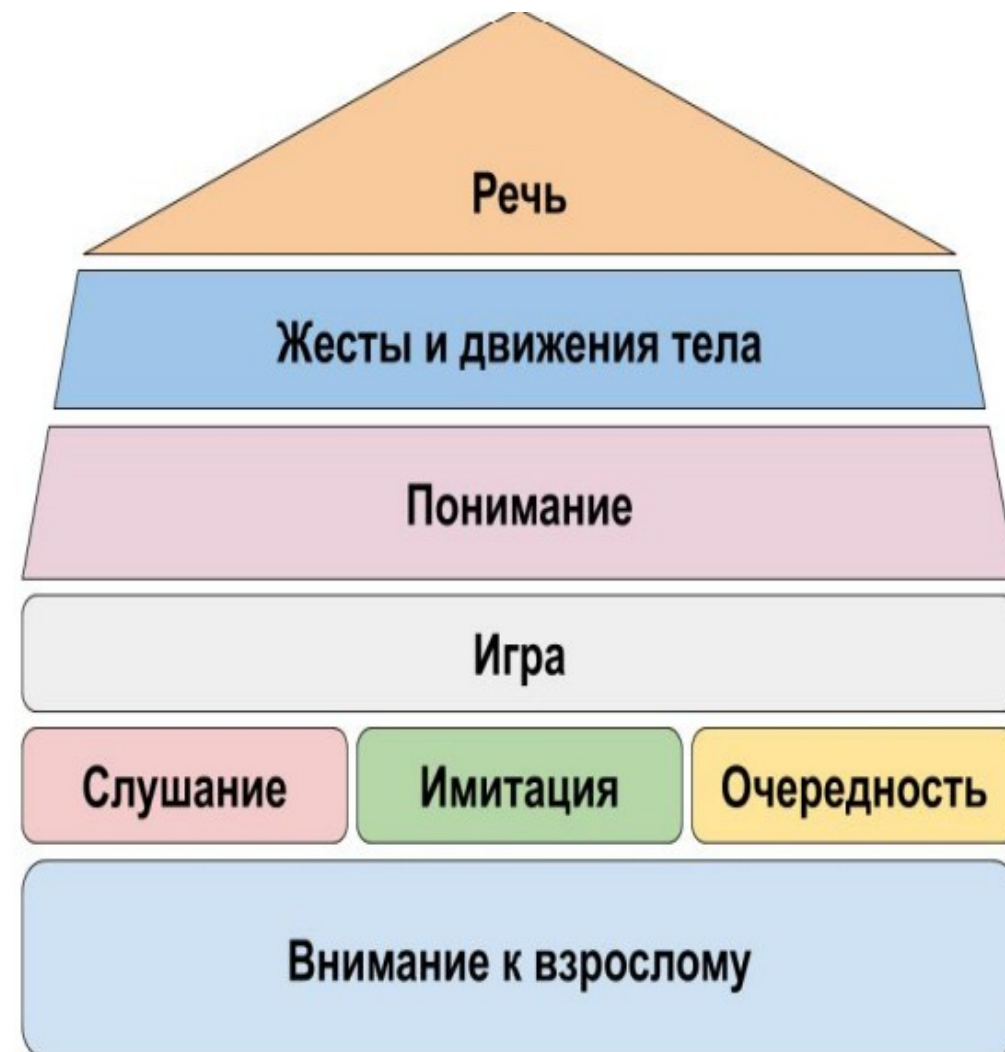 Речь
Жесты и движения тела
Понимание
Игра
Слушание
Имитация
Очередность
Внимание к взрослому